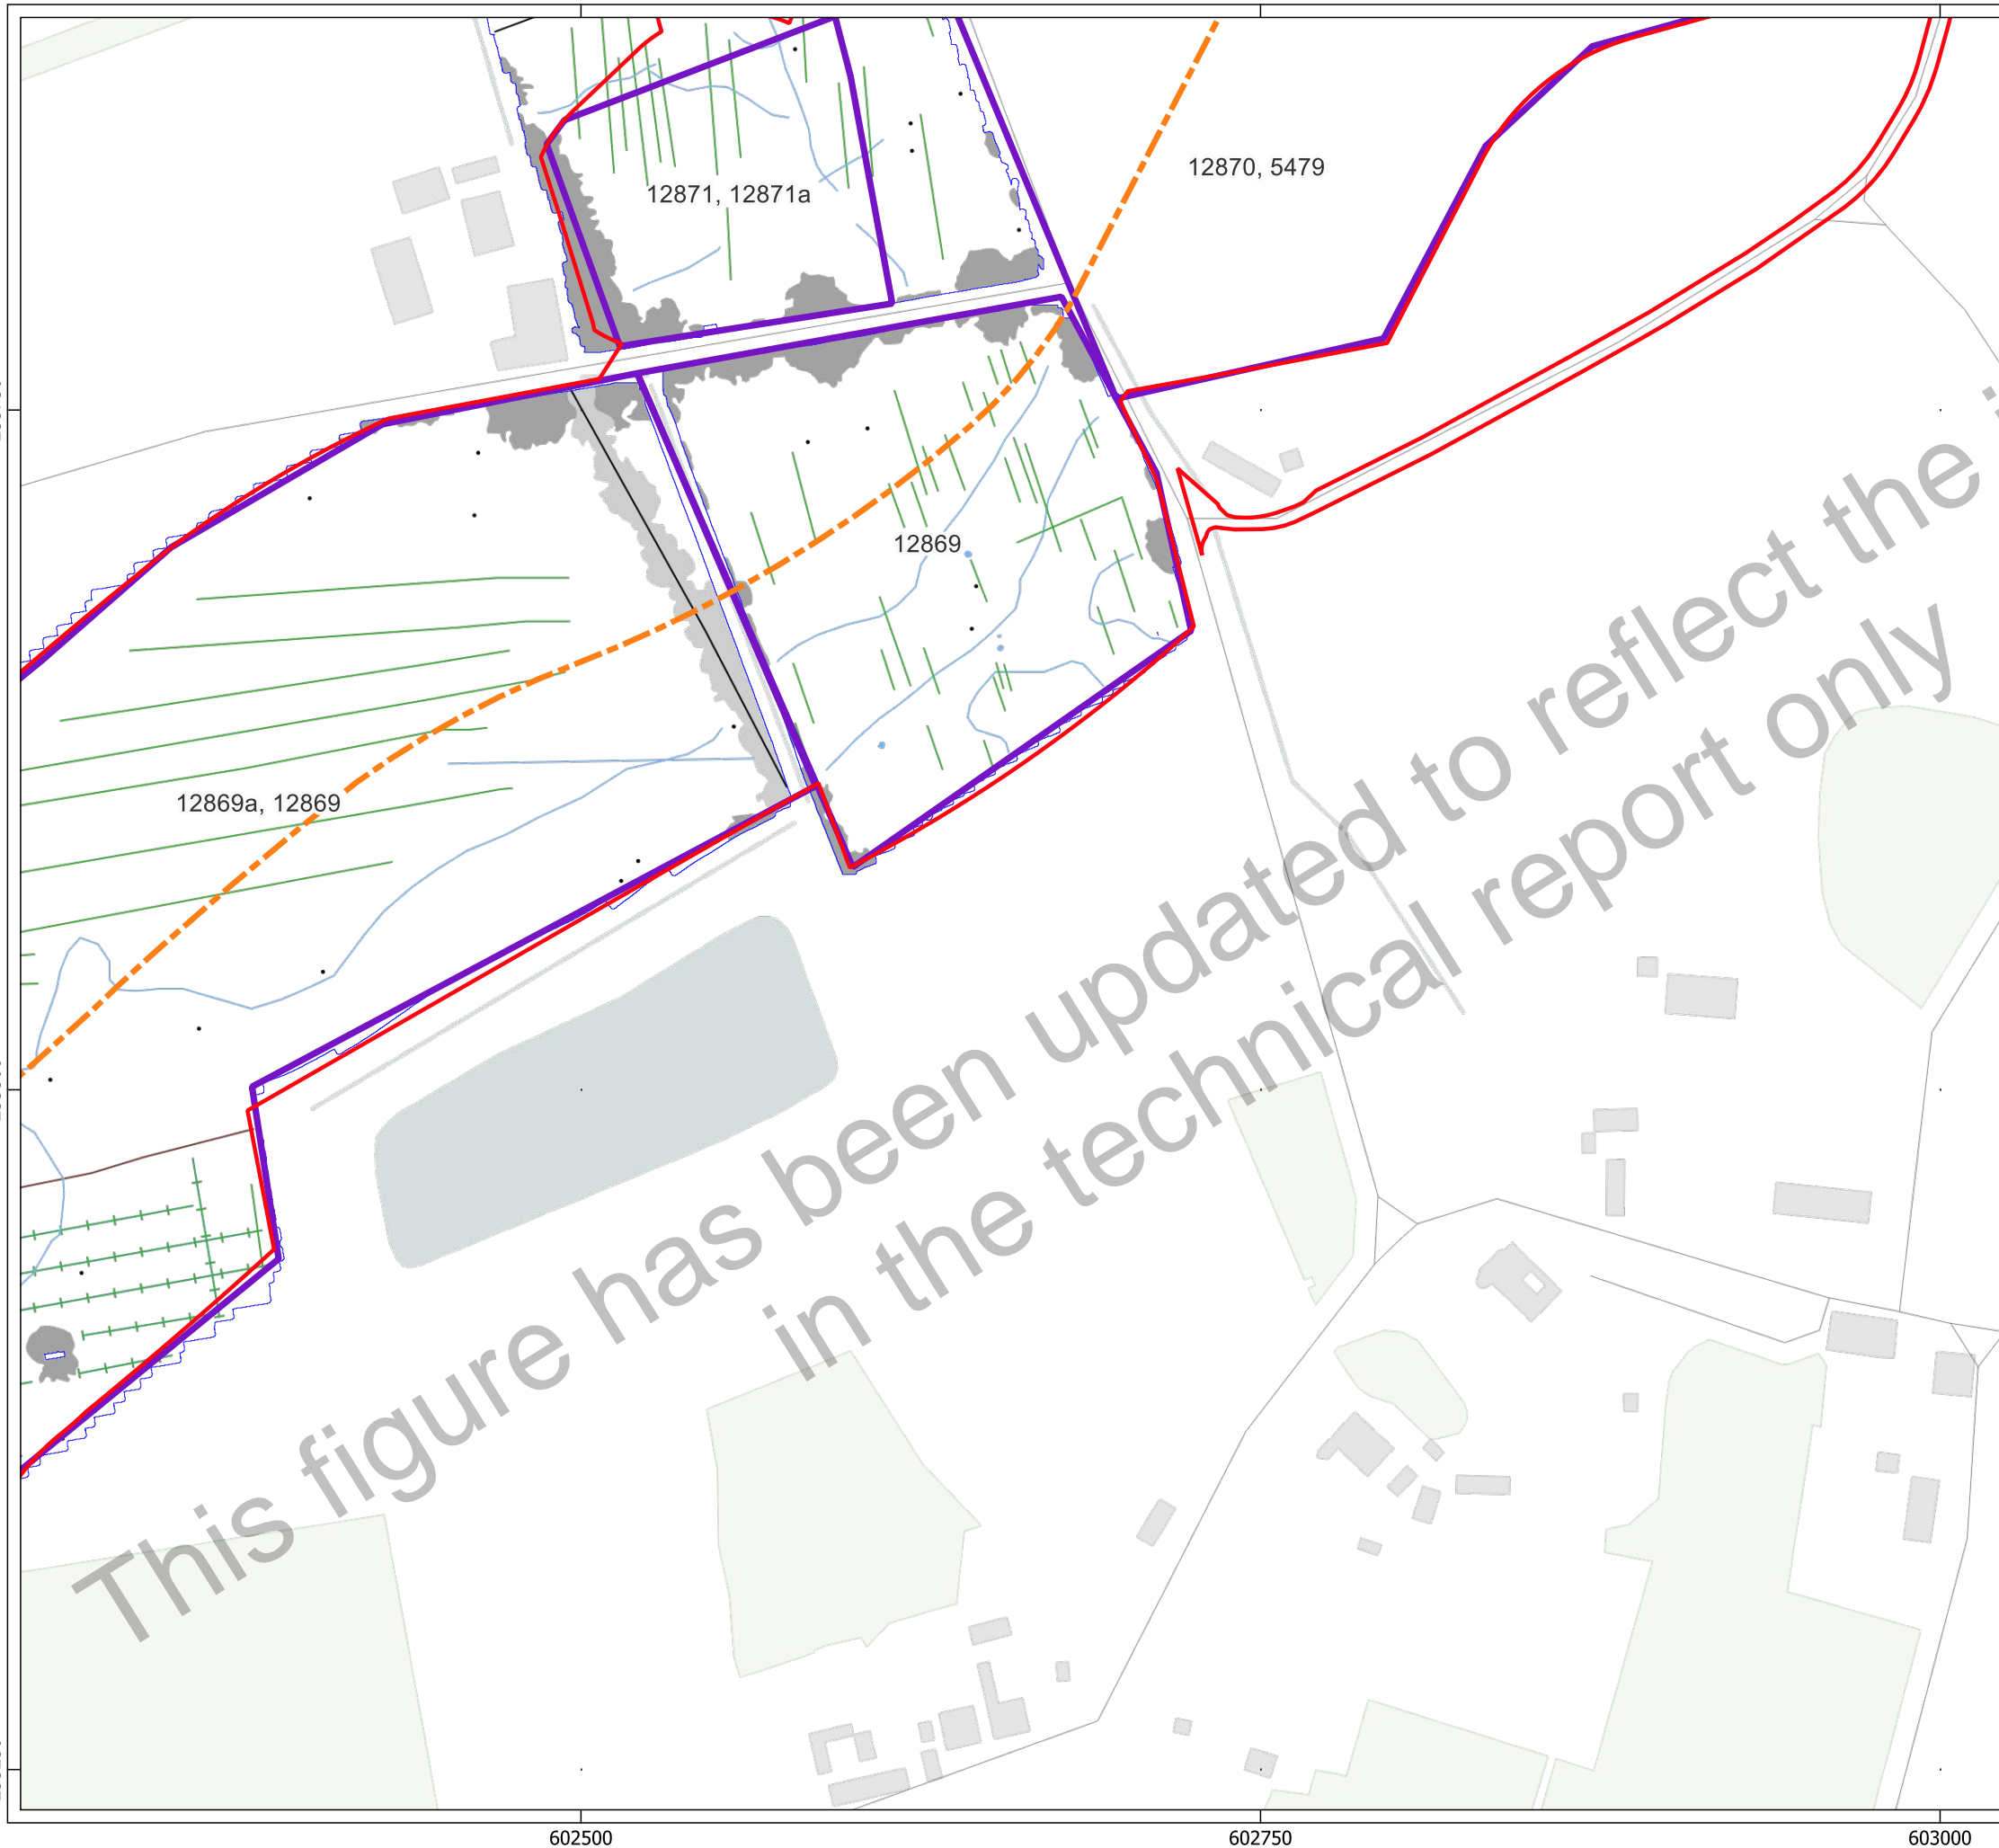 12870, 5479
12871, 12871a
12869
12869a, 12869
This figure has been updated to reflect the
in the technical report only
602500
602750
603000